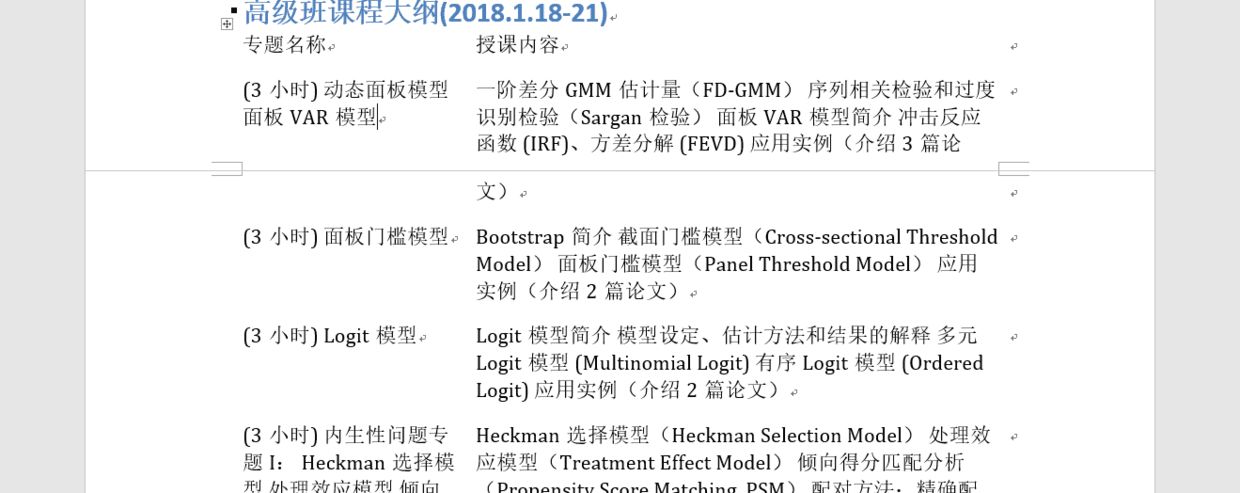 高级班课程大纲(2018.1.18-21)
专题名称 授课内容
(3 小时) 动态面板模型 一阶差分 GMM 估计量（FD-GMM） 序列相关检验和过度
面板 VAR 模型 识别检验（Sargan 检验） 面板 VAR 模型简介 冲击反应
函数 (IRF)、方差分解 (FEVD) 应用实例（介绍 3 篇论
文）
(3 小时) 面板门槛模型 Bootstrap 简介 截面门槛模型（Cross-sectional Threshold
Model） 面板门槛模型（Panel Threshold Model） 应用
实例（介绍 2 篇论文）
(3 小时) Logit 模型 Logit 模型简介 模型设定、估计方法和结果的解释 多元
Logit 模型 (Multinomial Logit) 有序 Logit 模型 (Ordered
Logit) 应用实例（介绍 2 篇论文）
(3 小时) 内生性问题专 Heckman 选择模型（Heckman Selection Model） 处理效
题 I： Heckman 选择模 应模型（Treatment Effect Model） 倾向得分匹配分析
型 处理效应模型 倾向 （Propensity Score Matching, PSM） 配对方法：精确配